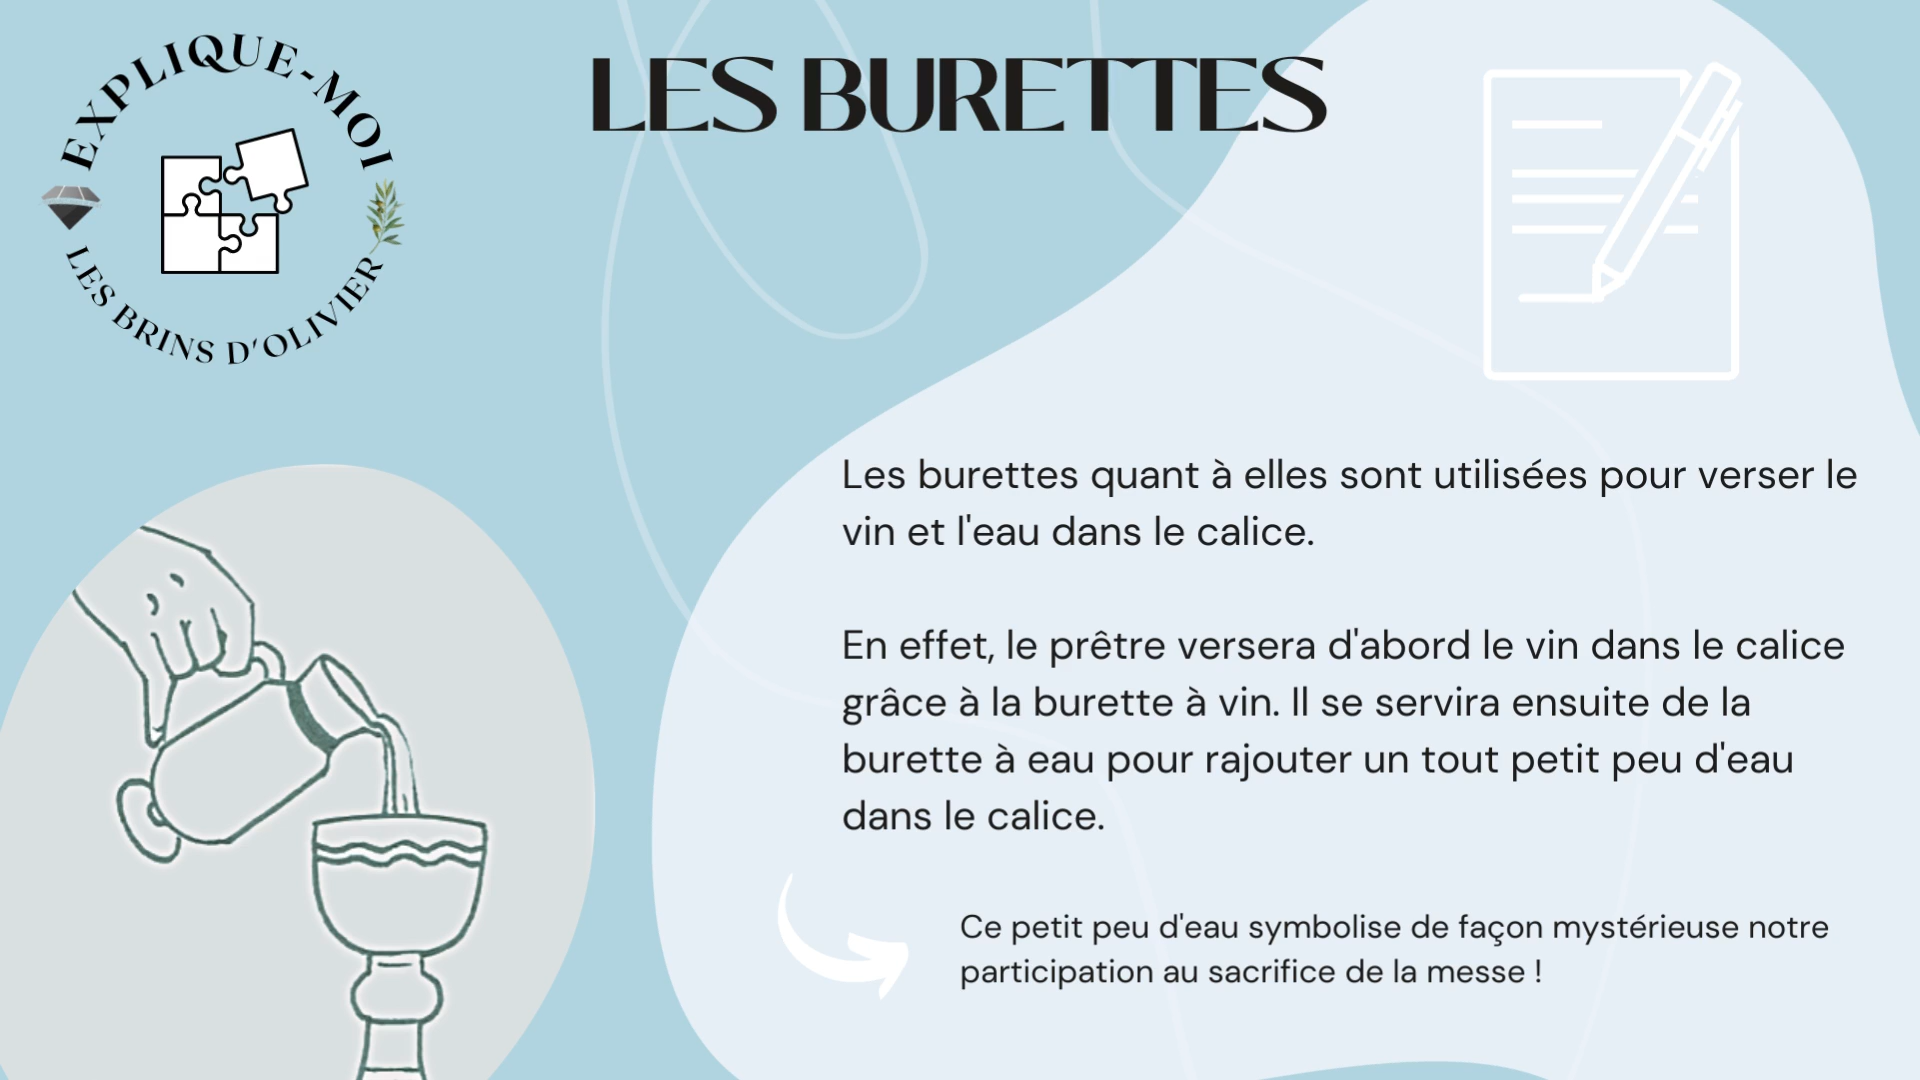 EXPLIQUE-MOI
LES BRINS D'OLIVIER
LES BURETTES
Les burettes quant à elles sont utilisées pour verser le
vin et l'eau dans le calice.
En effet, le prêtre versera d'abord le vin dans le calice
grâce à la burette à vin. Il se servira ensuite de la
burette à eau pour rajouter un tout petit peu d'eau
dans le calice.
Ce petit peu d'eau symbolise de façon mystérieuse notre
participation au sacrifice de la messe !